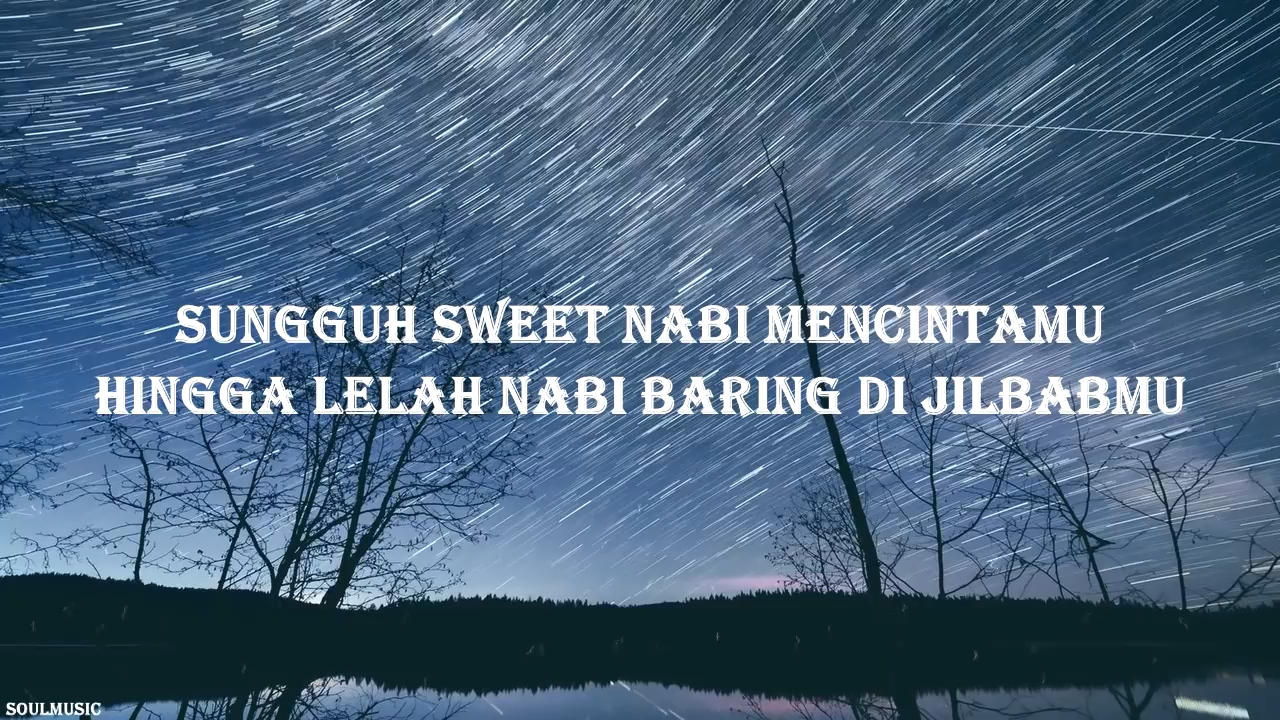 SUNGGUH SWEET NABI MENCINTAMU
HINGGA LELAH NABI BARING DI JILBABMU
SOULMUSIC